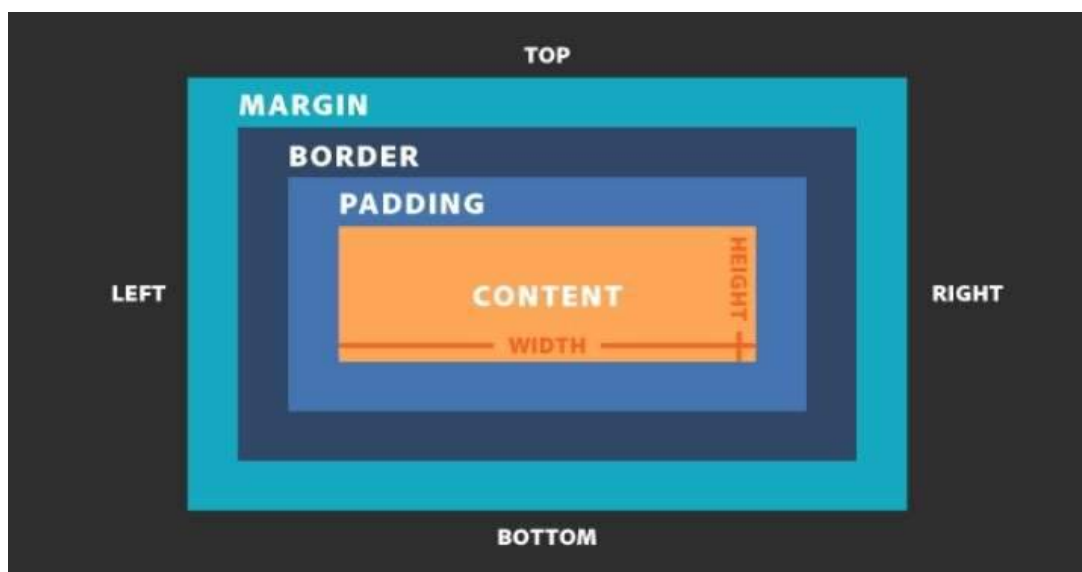 TOP
MARGIN
BORDER
PADDING
HEIGHT
LEFT
CONTENT
RIGHT
WIDTH
BOTTOM